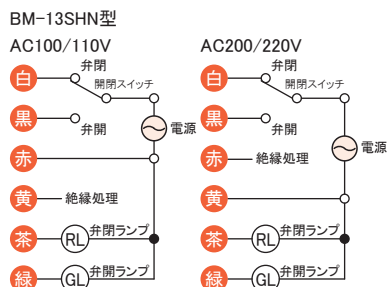 BM-13SHN型
AC100/110V
白
弁閉
開閉スイッチ
黒
弁開
電源
赤
黄
絶縁処理
茶
RL
弁閉ランプ
緑
GL
弁開ランプ
AC200/220V
白
弁閉
開閉スイッチ
黒
弁開
電源
赤
絶縁処理
黄
茶
RL
弁閉ランプ
緑
GL
弁開ランプ